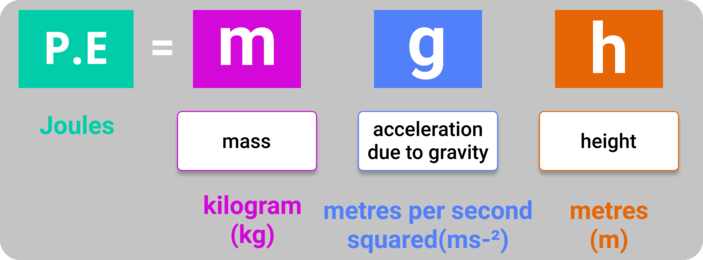 P.E = m g h
Joules
mass
acceleration
due to gravity
height
kilogram
(kg)
metres per second
squared(ms-²)
metres
(m)